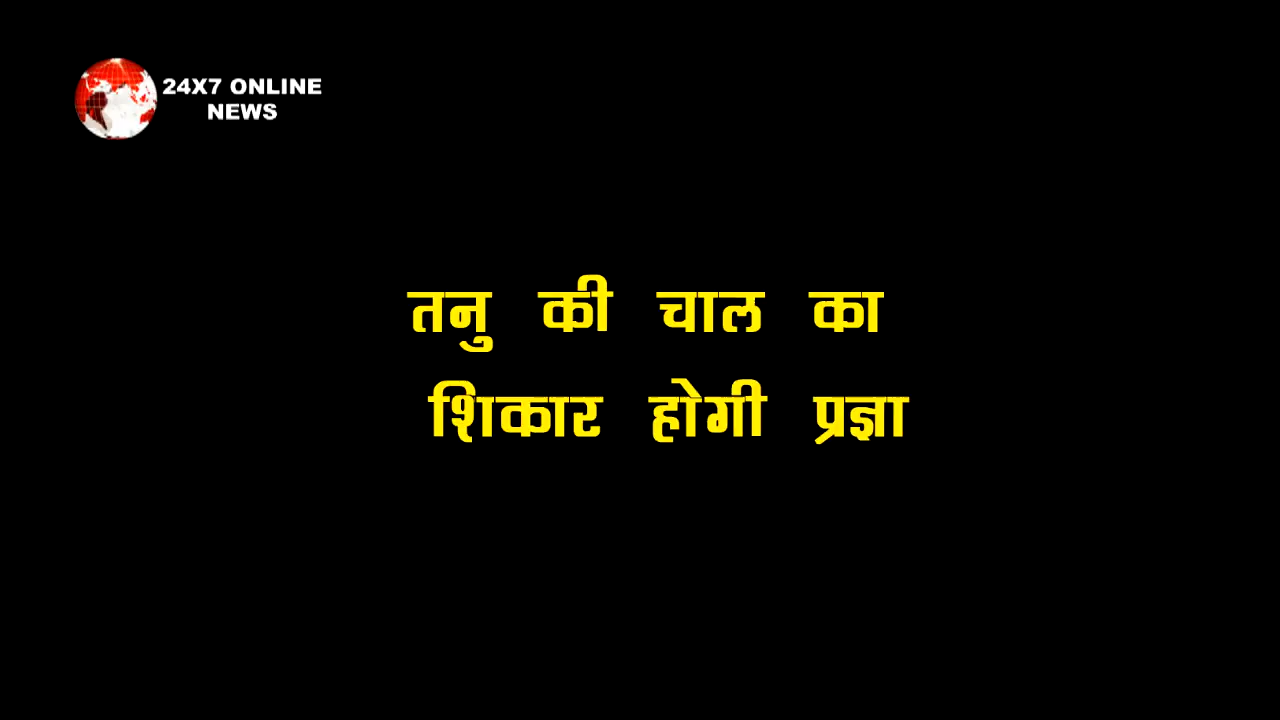 24X7 ONLINE
NEWS
तनु की चाल का
शिकार होगी प्रज्ञा